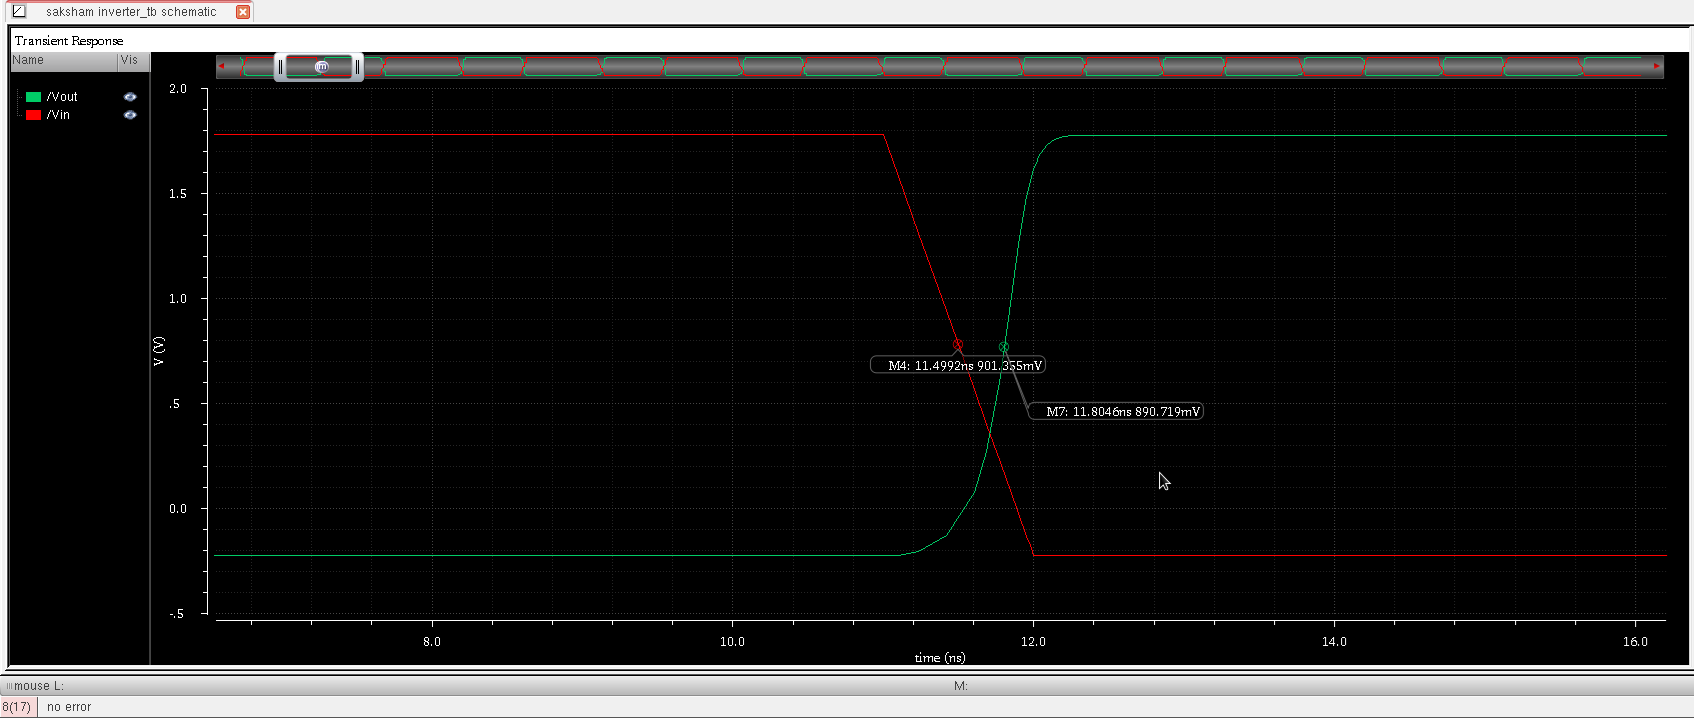 saksham inverter_tb schematic
Transient Response
Name Vis
/Vout
/Vin
2.0
1.5
1.0
.5
0.0
-.5
V (V)
M4: 11.4992ns 901.355mV
M7: 11.8046ns 890.719mV
8.0 10.0 12.0 14.0 16.0
time (ns)
mouse L: M:
8(17) no error